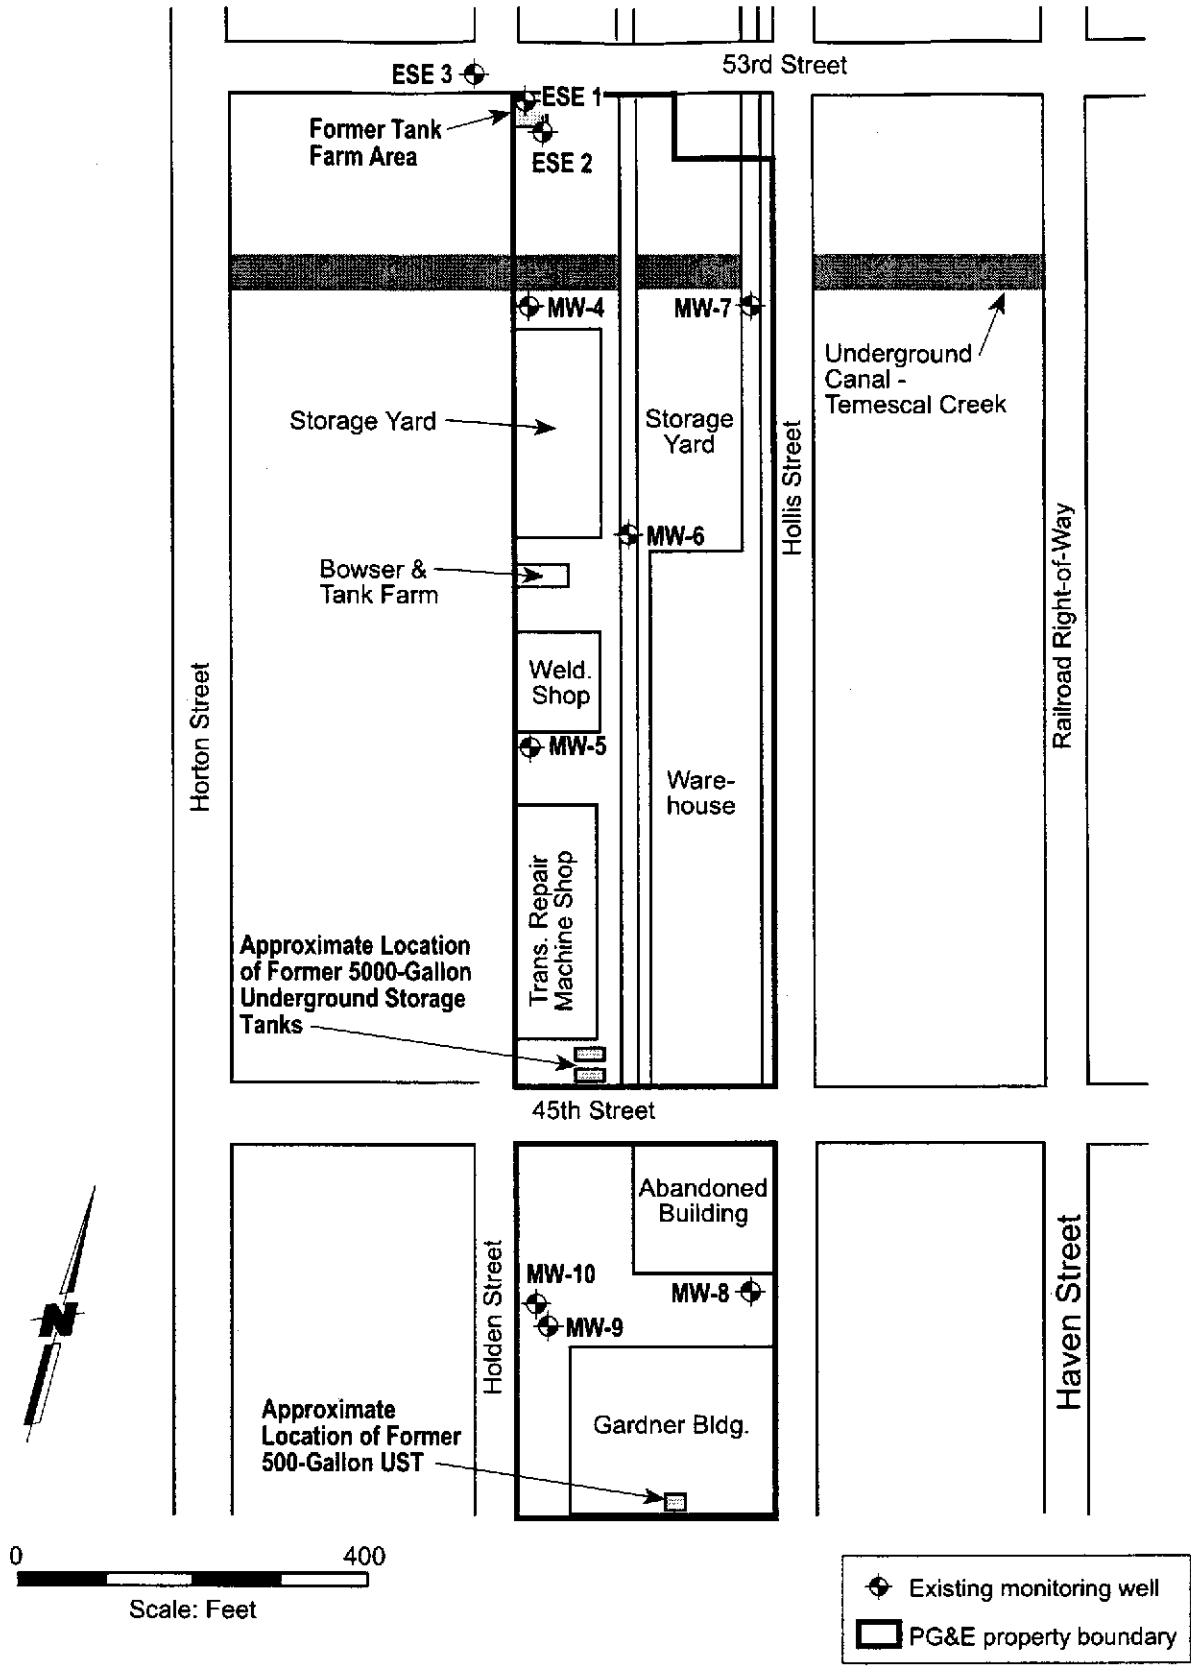 53rd Street
ESE 3
ESE 1
Former Tank
Farm Area
ESE 2
MW-4
MW-7
Underground
Canal -
Temescal Creek
Storage Yard
Storage
Yard
Hollis Street
MW-6
Bowser &
Tank Farm
Railroad Right-of-Way
Horton Street
Weld.
Shop
MW-5
Ware-
house
Trans. Repair
Machine Shop
Approximate Location
of Former 5000-Gallon
Underground Storage
Tanks
45th Street
Abandoned
Building
Holden Street
MW-10
MW-8
MW-9
Haven Street
N
Approximate
Location of Former
500-Gallon UST
Gardner Bldg.
0 400
Scale: Feet
Existing monitoring well
PG&E property boundary